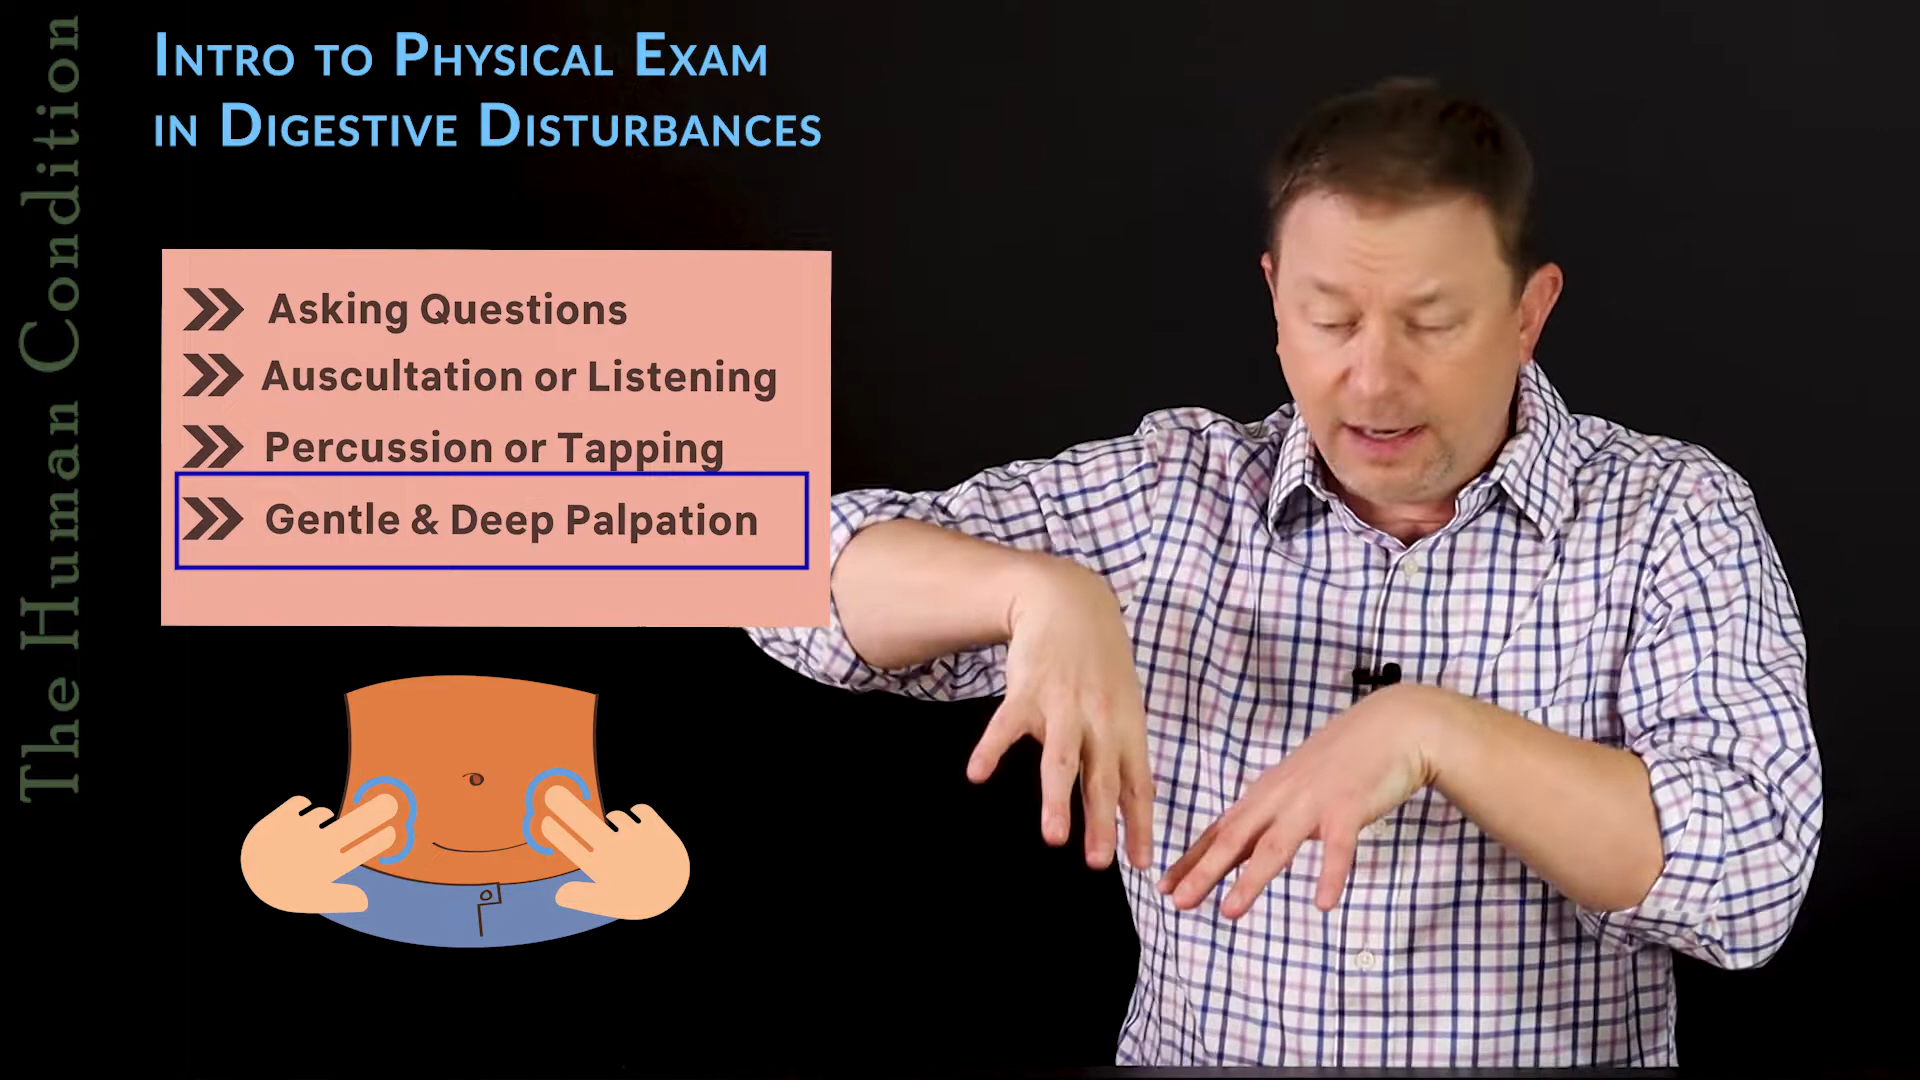 The Human Condition
Intro to Physical Exam
in Digestive Disturbances
Asking Questions
Auscultation or Listening
Percussion or Tapping
Gentle & Deep Palpation